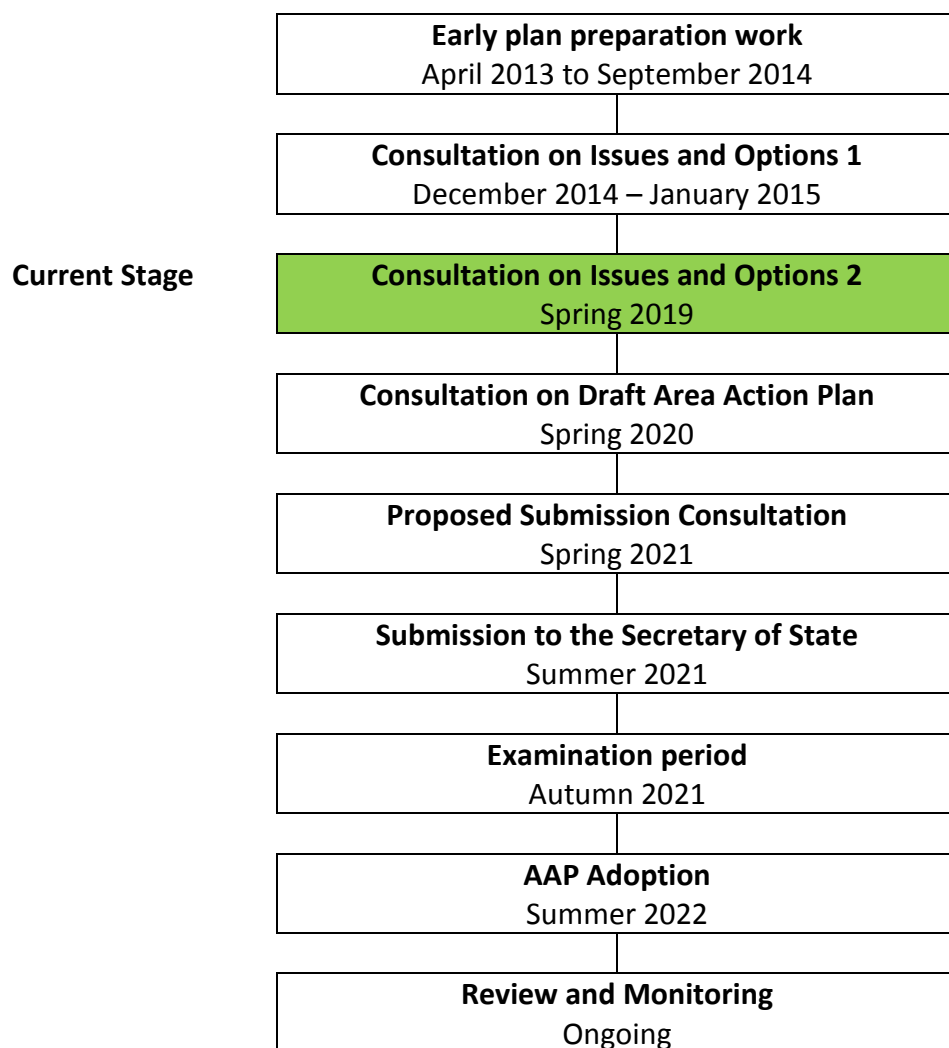 Early plan preparation work
April 2013 to September 2014
Consultation on Issues and Options 1
December 2014 – January 2015
Current Stage
Consultation on Issues and Options 2
Spring 2019
Consultation on Draft Area Action Plan
Spring 2020
Proposed Submission Consultation
Spring 2021
Submission to the Secretary of State
Summer 2021
Examination period
Autumn 2021
AAP Adoption
Summer 2022
Review and Monitoring
Ongoing